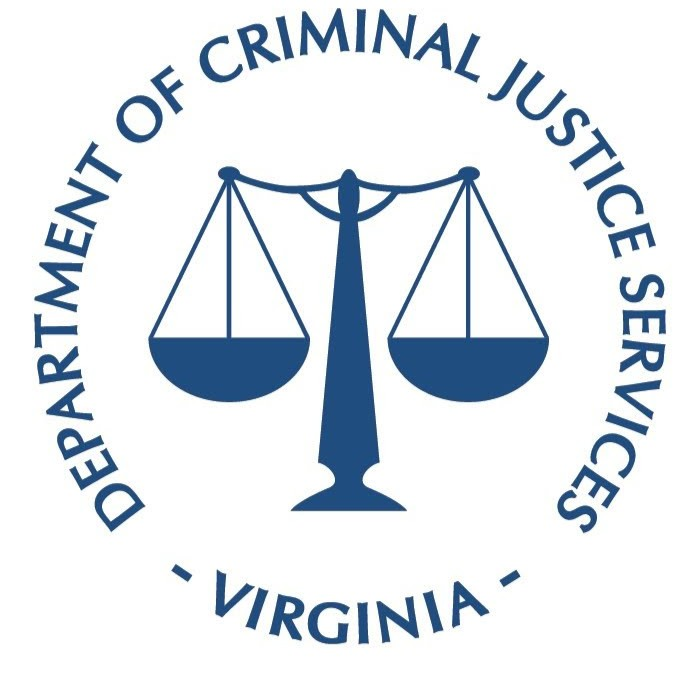 DEPARTMENT OF CRIMINAL JUSTICE SERVICES
- VIRGINIA -